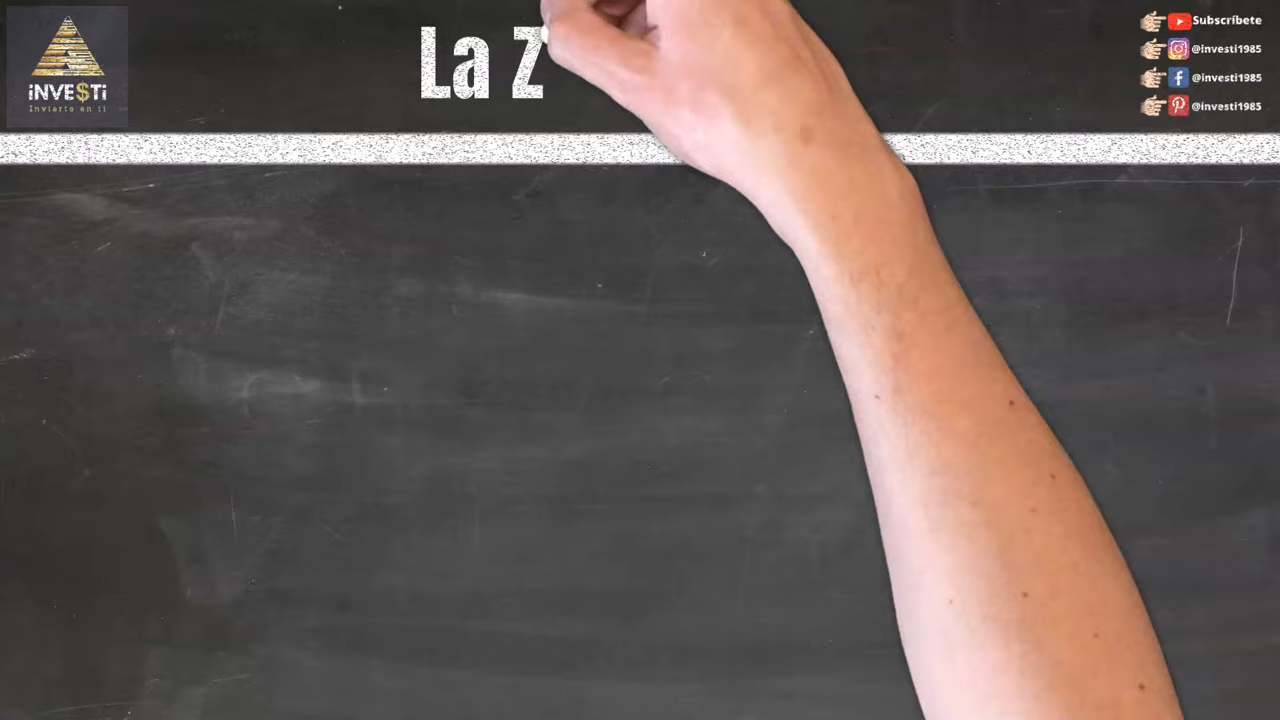 La Z
iNVE$Ti
Invierte en ti
Subscríbete
@investi1985
@investi1985
@investi1985